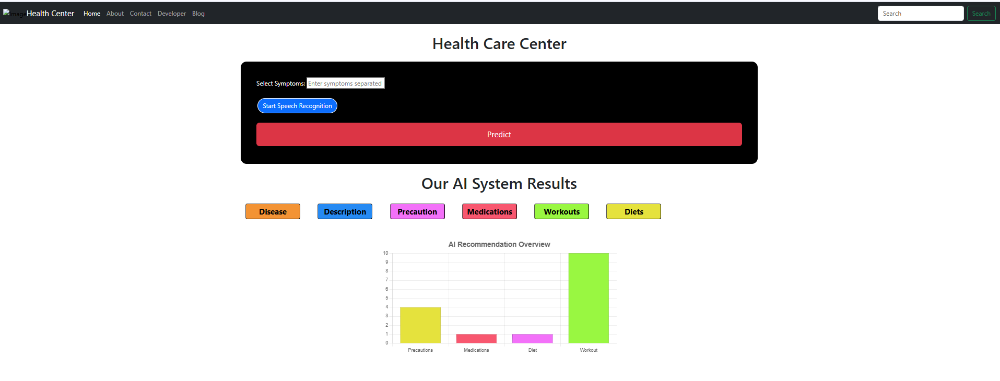 Image Health Center Home About Contact Developer Blog Search Search
Health Care Center
Select Symptoms: Enter symptoms separated
Start Speech Recognition
Predict
Our AI System Results
Disease Description Precaution Medications Workouts Diets
AI Recommendation Overview
10
9
8
7
6
5
4
3
2
1
0
Precautions Medications Diet Workout